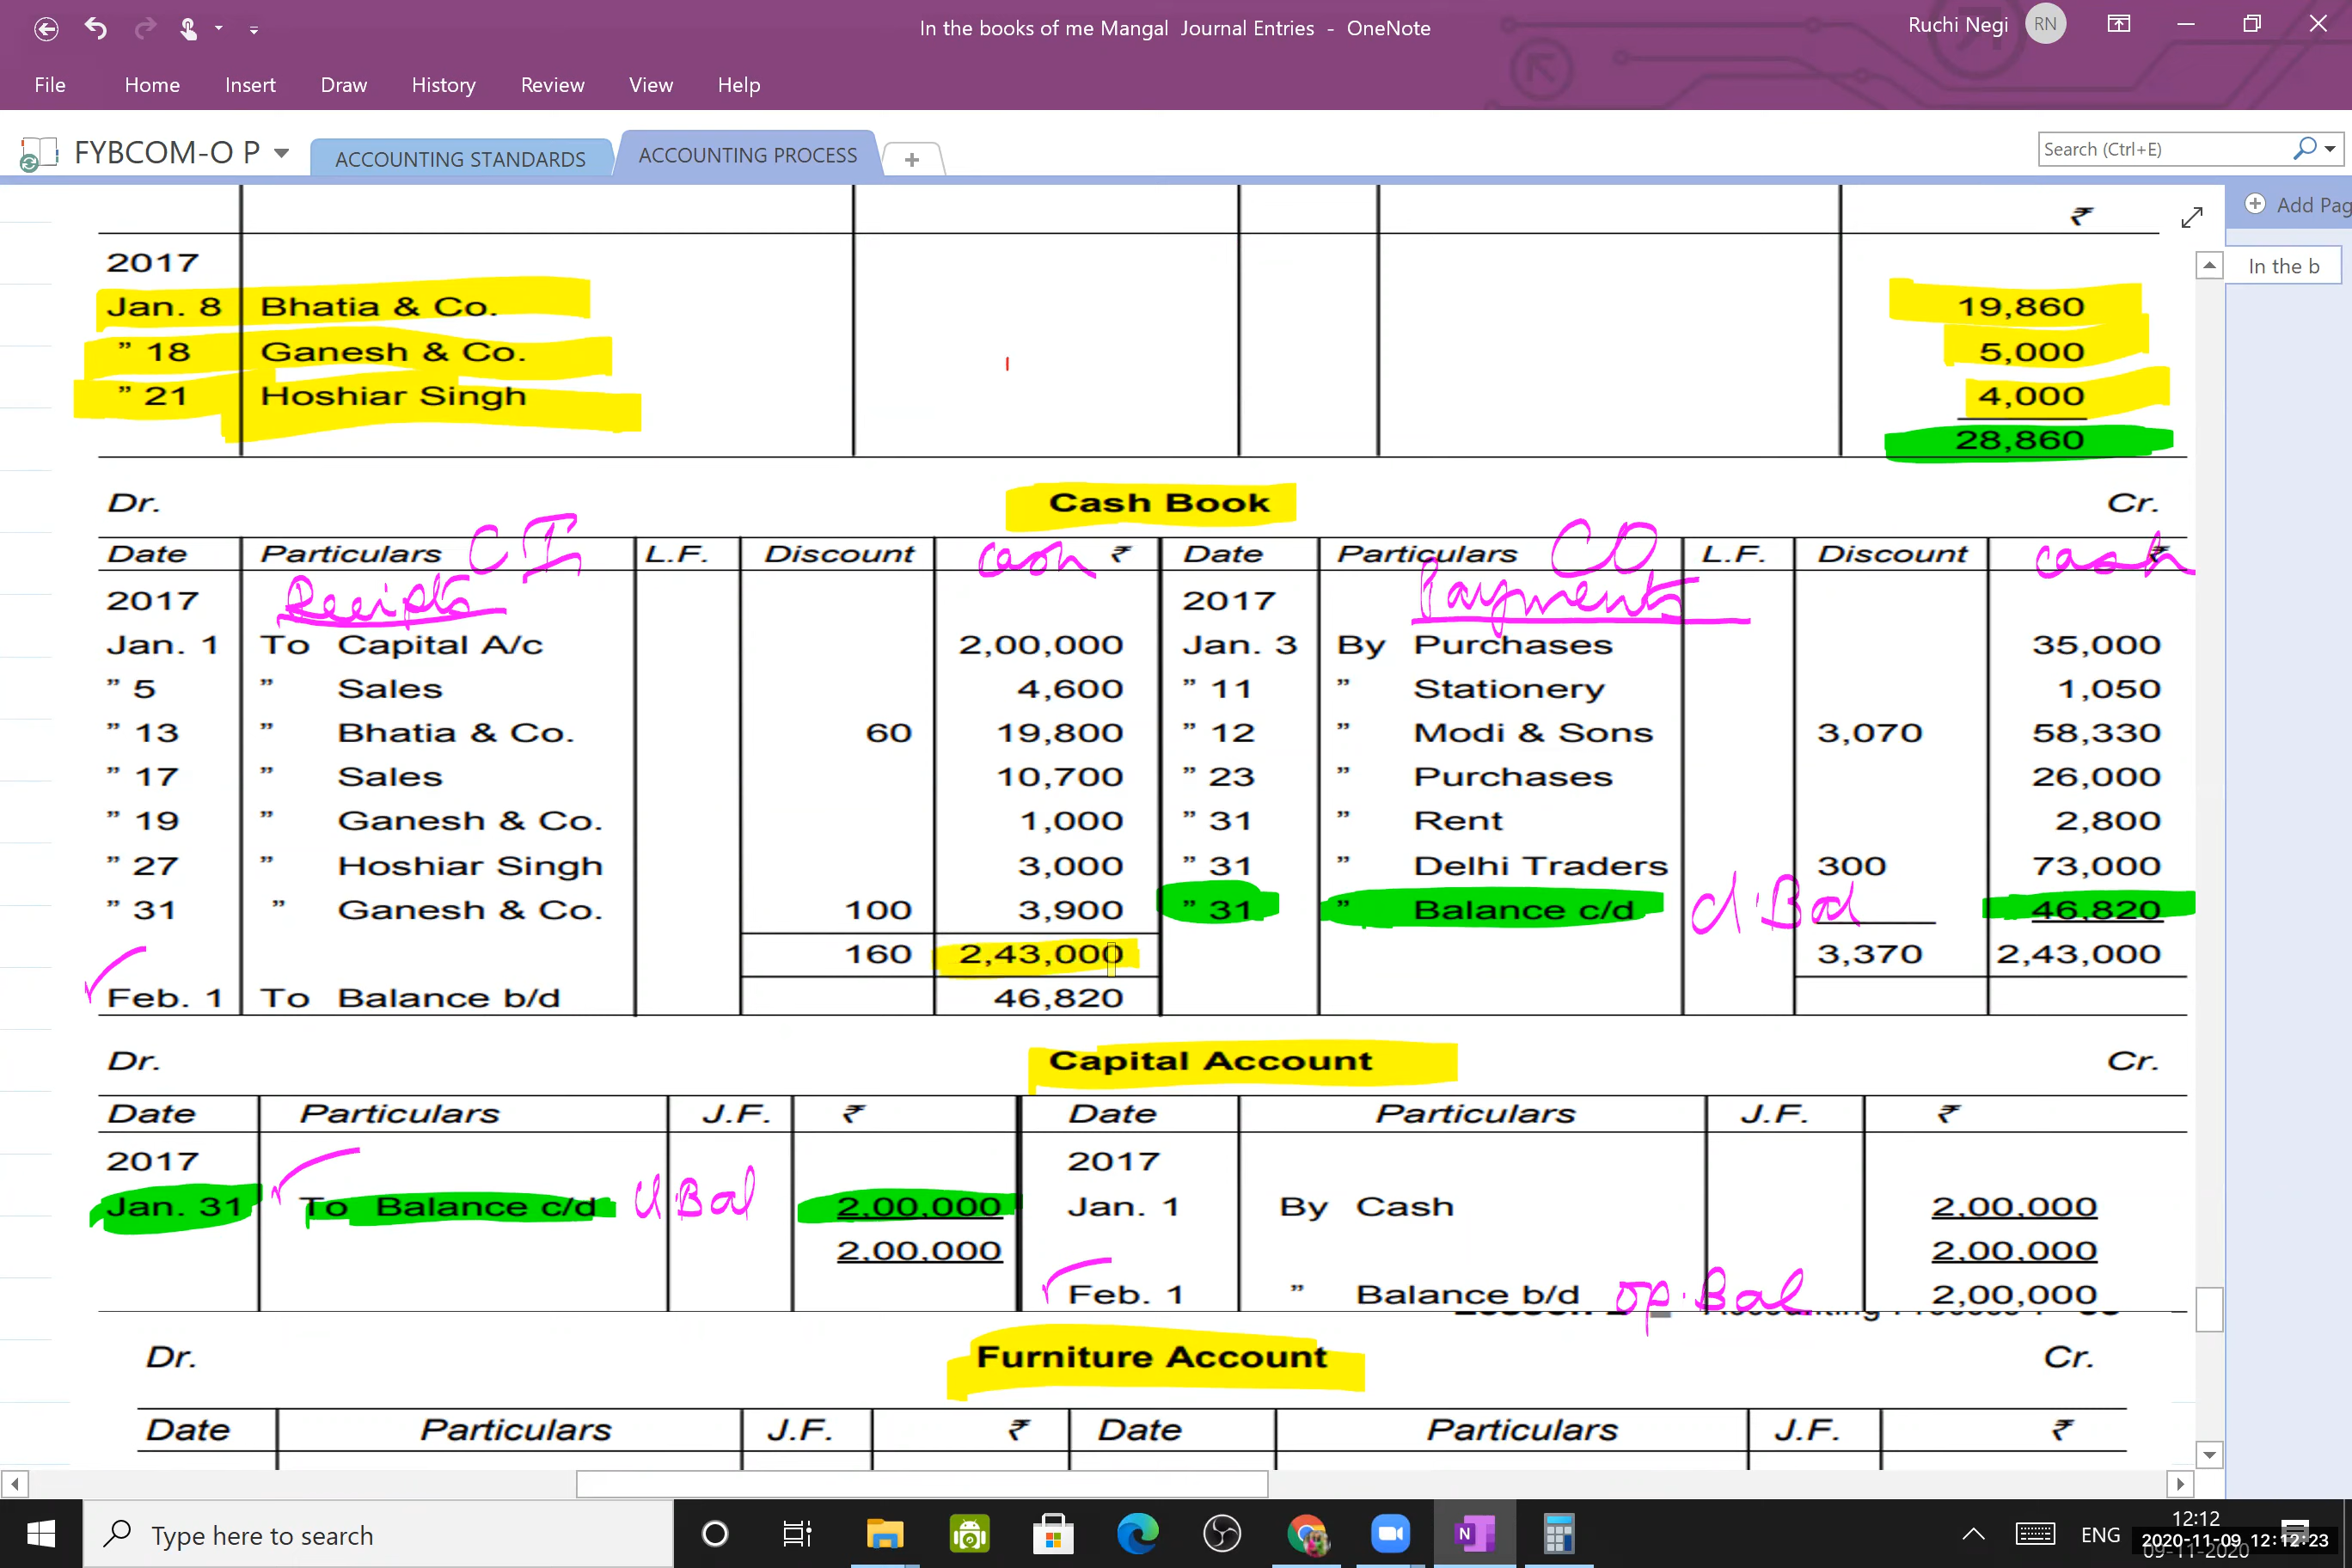 In the books of me Mangal Journal Entries - OneNote
Ruchi Negi RN
File Home Insert Draw History Review View Help
FYBCOM-O P ACCOUNTING STANDARDS ACCOUNTING PROCESS +
Search (Ctrl+E)
Add Pag
In the b
₹
2017
Jan. 8 Bhatia & Co. 19,860
” 18 Ganesh & Co. 5,000
” 21 Hoshiar Singh 4,000
28,860
Dr. Cash Book Cr.
Date Particulars CI L.F. Discount cash ₹ Date Particulars CO L.F. Discount cash ₹
2017 Receipts 2017 Payments
Jan. 1 To Capital A/c 2,00,000 Jan. 3 By Purchases 35,000
” 5 ” Sales 4,600 ” 11 ” Stationery 1,050
” 13 ” Bhatia & Co. 60 19,800 ” 12 ” Modi & Sons 3,070 58,330
” 17 ” Sales 10,700 ” 23 ” Purchases 26,000
” 19 ” Ganesh & Co. 1,000 ” 31 ” Rent 2,800
” 27 ” Hoshiar Singh 3,000 ” 31 ” Delhi Traders 300 73,000
” 31 ” Ganesh & Co. 100 3,900 ” 31 ” Balance c/d cl.Bal 46,820
160 2,43,000 3,370 2,43,000
Feb. 1 To Balance b/d 46,820
Dr. Capital Account Cr.
Date Particulars J.F. ₹ Date Particulars J.F. ₹
2017 2017
Jan. 31 To Balance c/d cl Bal 2,00,000 Jan. 1 By Cash 2,00,000
2,00,000 2,00,000
Feb. 1 ” Balance b/d op.Bal 2,00,000
Dr. Furniture Account Cr.
Date Particulars J.F. ₹ Date Particulars J.F. ₹
Type here to search
ENG
12:12
2020-11-09 12:12:23
09-11-2020